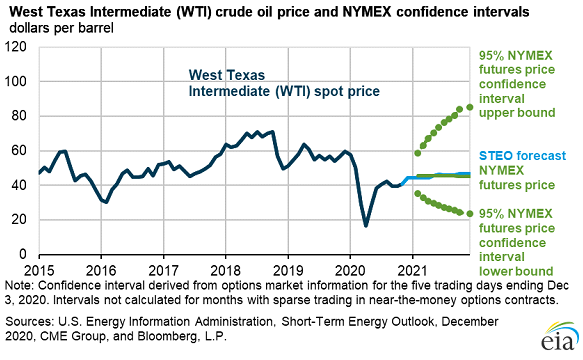 West Texas Intermediate (WTI) crude oil price and NYMEX confidence intervals
dollars per barrel
120
100
80
60
40
20
0
2015 2016 2017 2018 2019 2020 2021
West Texas
Intermediate (WTI) spot price
95% NYMEX
futures price
confidence
interval
upper bound
STEO forecast
NYMEX
futures price
95% NYMEX
futures price
confidence
interval
lower bound
Note: Confidence interval derived from options market information for the five trading days ending Dec
3, 2020. Intervals not calculated for months with sparse trading in near-the-money options contracts.
Sources: U.S. Energy Information Administration, Short-Term Energy Outlook, December
2020, CME Group, and Bloomberg, L.P.
eia